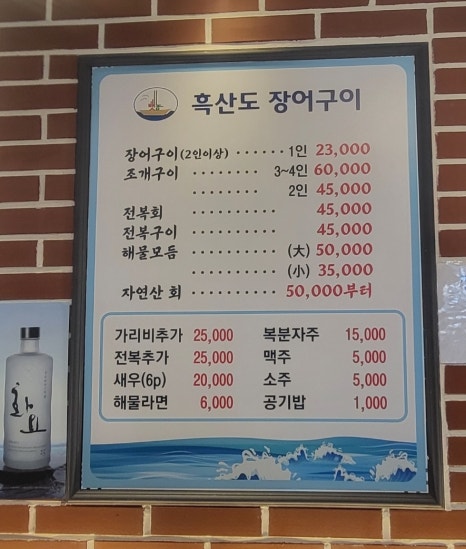 흑산도 장어구이
장어구이(2인이상) · · · · · · 1인 23,000
조개구이 · · · · · · · · · · 3~4인 60,000
· · · · · · · · · · 2인 45,000
전복회 · · · · · · · · · · 45,000
전복구이 · · · · · · · · · · 45,000
해물모듬 · · · · · · · · · · (大) 50,000
· · · · · · · · · · (小) 35,000
자연산 회 · · · · · · · · · · 50,000부터
가리비추가 25,000 복분자주 15,000
전복추가 25,000 맥주 5,000
새우(6p) 20,000 소주 5,000
해물라면 6,000 공기밥 1,000
화요